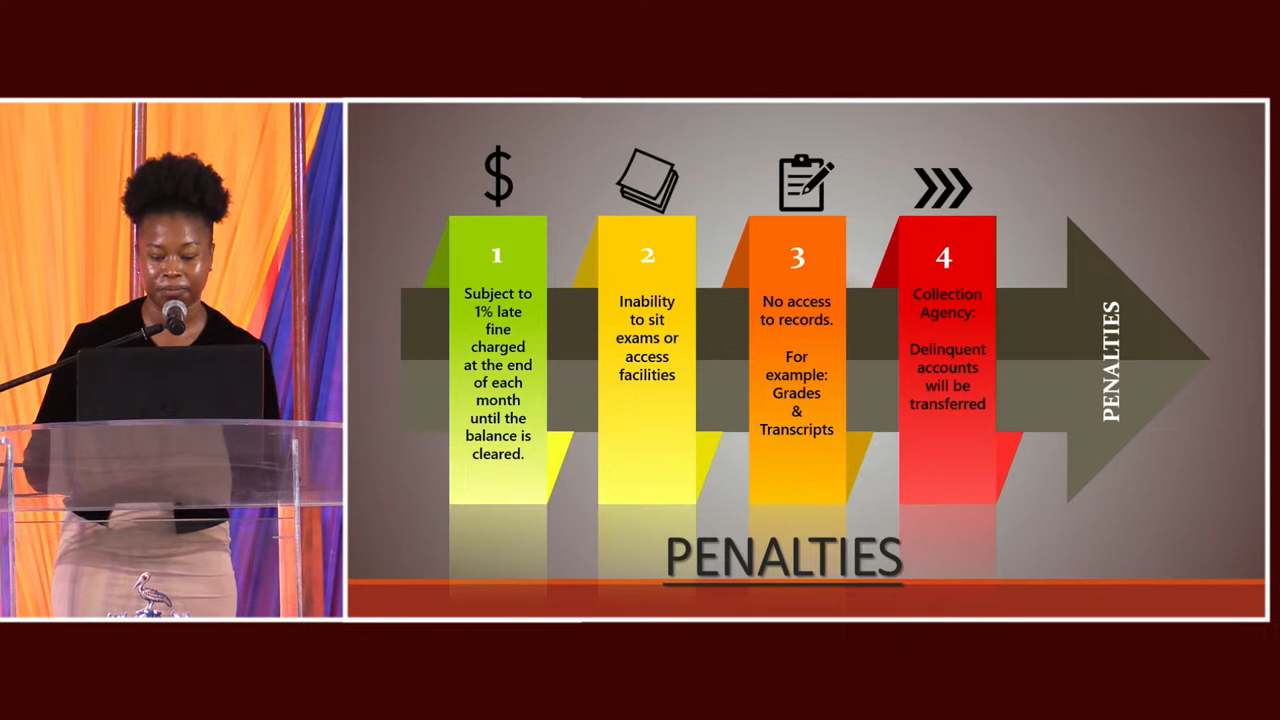 $
1
Subject to
1% late
fine
charged
at the end
of each
month
until the
balance is
cleared.
2
Inability
to sit
exams or
access
facilities
3
No access
to records.
For
example:
Grades
&
Transcripts
4
Collection
Agency:
Delinquent
accounts
will be
transferred
PENALTIES
PENALTIES